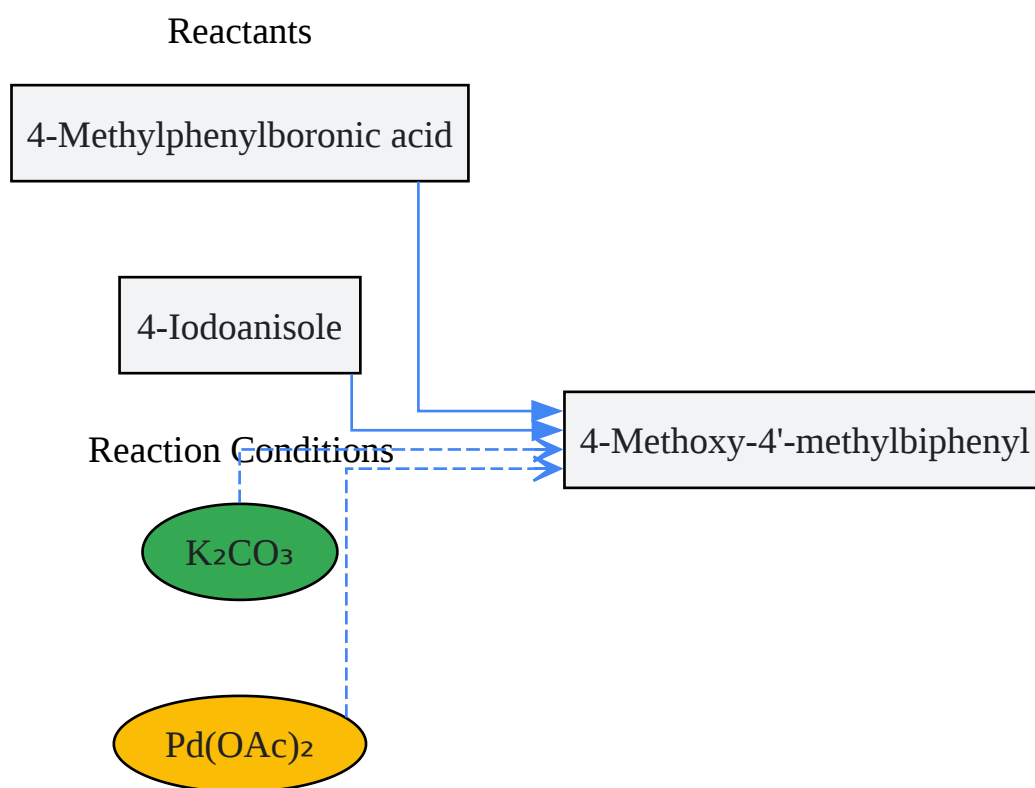 Reactants
4-Methylphenylboronic acid
4-Iodoanisole
Reaction Conditions
4-Methoxy-4'-methylbiphenyl
K₂CO₃
Pd(OAc)₂